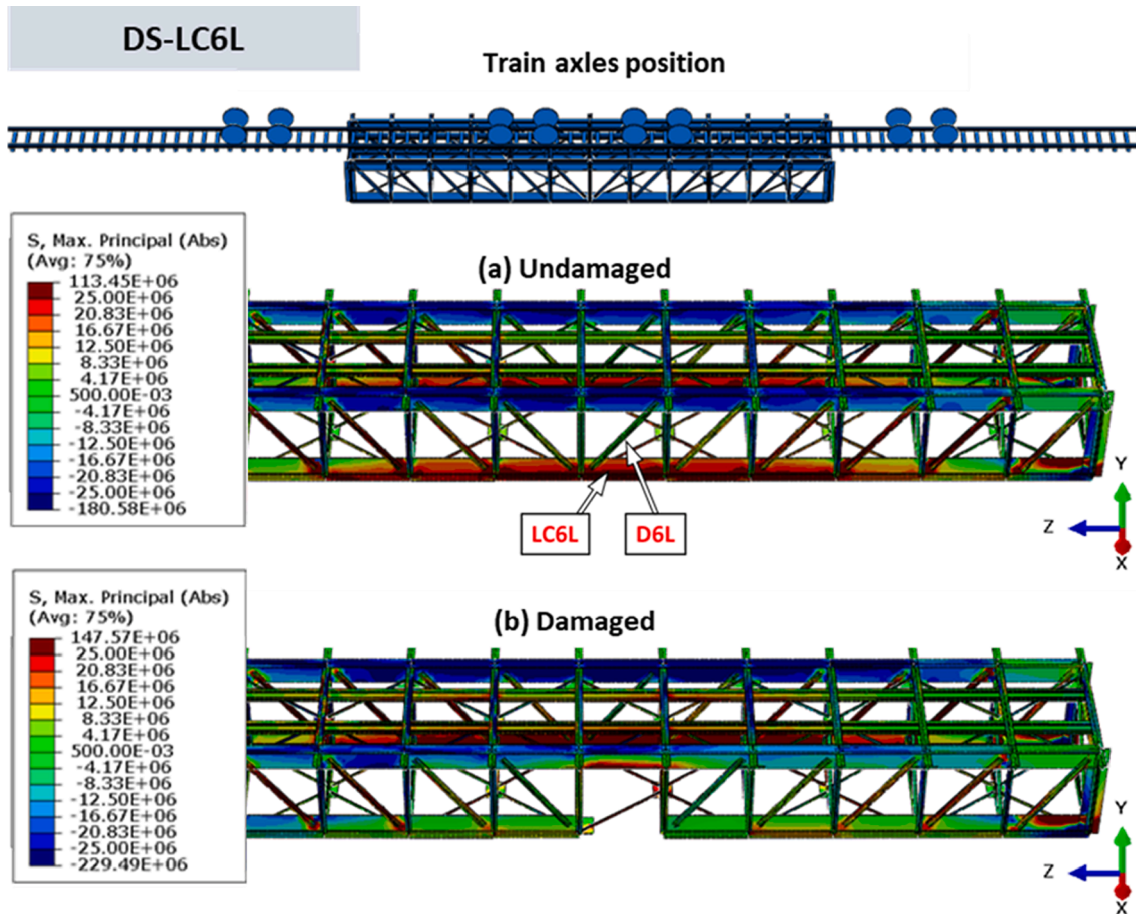 DS-LC6L
Train axles position
S, Max. Principal (Abs)
(Avg: 75%)
113.45E+06
25.00E+06
20.83E+06
16.67E+06
12.50E+06
8.33E+06
4.17E+06
500.00E-03
-4.17E+06
-8.33E+06
-12.50E+06
-16.67E+06
-20.83E+06
-25.00E+06
-180.58E+06
(a) Undamaged
LC6L
D6L
Y
Z
X
S, Max. Principal (Abs)
(Avg: 75%)
147.57E+06
25.00E+06
20.83E+06
16.67E+06
12.50E+06
8.33E+06
4.17E+06
500.00E-03
-4.17E+06
-8.33E+06
-12.50E+06
-16.67E+06
-20.83E+06
-25.00E+06
-229.49E+06
(b) Damaged
Y
Z
X